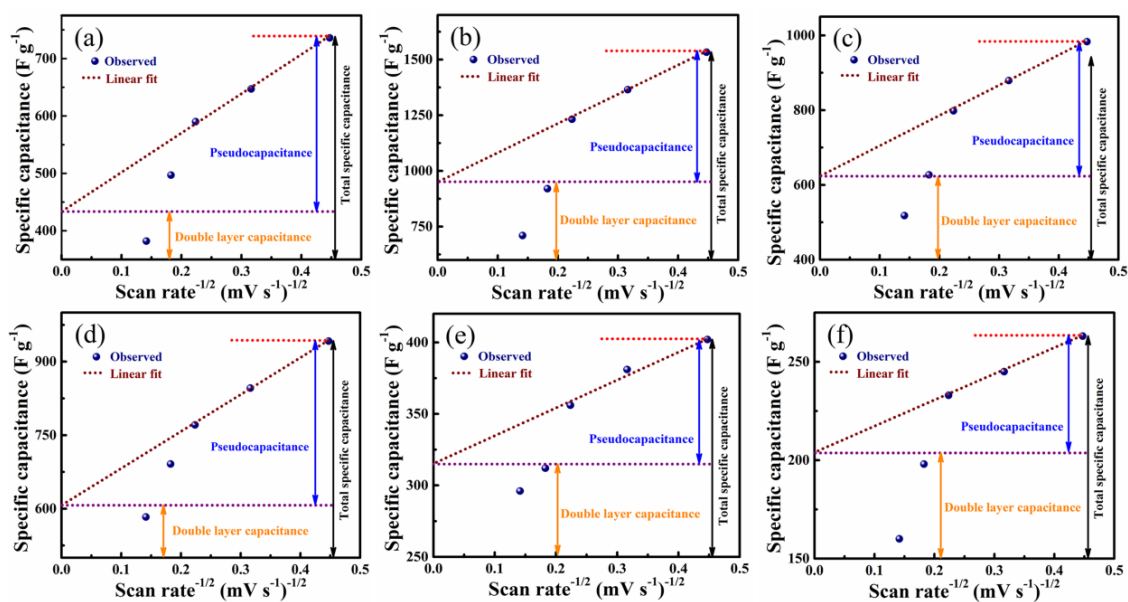 (a)
Observed
Linear fit
Pseudocapacitance
Double layer capacitance
Total specific capacitance
Specific capacitance (F g-1)
750
600
500
400
0.0 0.1 0.2 0.3 0.4 0.5
Scan rate-1/2 (mV s-1)-1/2
(b)
Observed
Linear fit
Pseudocapacitance
Double layer capacitance
Total specific capacitance
Specific capacitance (F g-1)
1500
1250
1000
750
0.0 0.1 0.2 0.3 0.4 0.5
Scan rate-1/2 (mV s-1)-1/2
(c)
Observed
Linear fit
Pseudocapacitance
Double layer capacitance
Total specific capacitance
Specific capacitance (F g-1)
1000
800
600
400
0.0 0.1 0.2 0.3 0.4 0.5
Scan rate-1/2 (mV s-1)-1/2
(d)
Observed
Linear fit
Pseudocapacitance
Double layer capacitance
Total specific capacitance
Specific capacitance (F g-1)
900
750
600
0.0 0.1 0.2 0.3 0.4 0.5
Scan rate-1/2 (mV s-1)-1/2
(e)
Observed
Linear fit
Pseudocapacitance
Double layer capacitance
Total specific capacitance
Specific capacitance (F g-1)
400
350
300
250
0.0 0.1 0.2 0.3 0.4 0.5
Scan rate-1/2 (mV s-1)-1/2
(f)
Observed
Linear fit
Pseudocapacitance
Double layer capacitance
Total specific capacitance
Specific capacitance (F g-1)
250
200
150
0.0 0.1 0.2 0.3 0.4 0.5
Scan rate-1/2 (mV s-1)-1/2